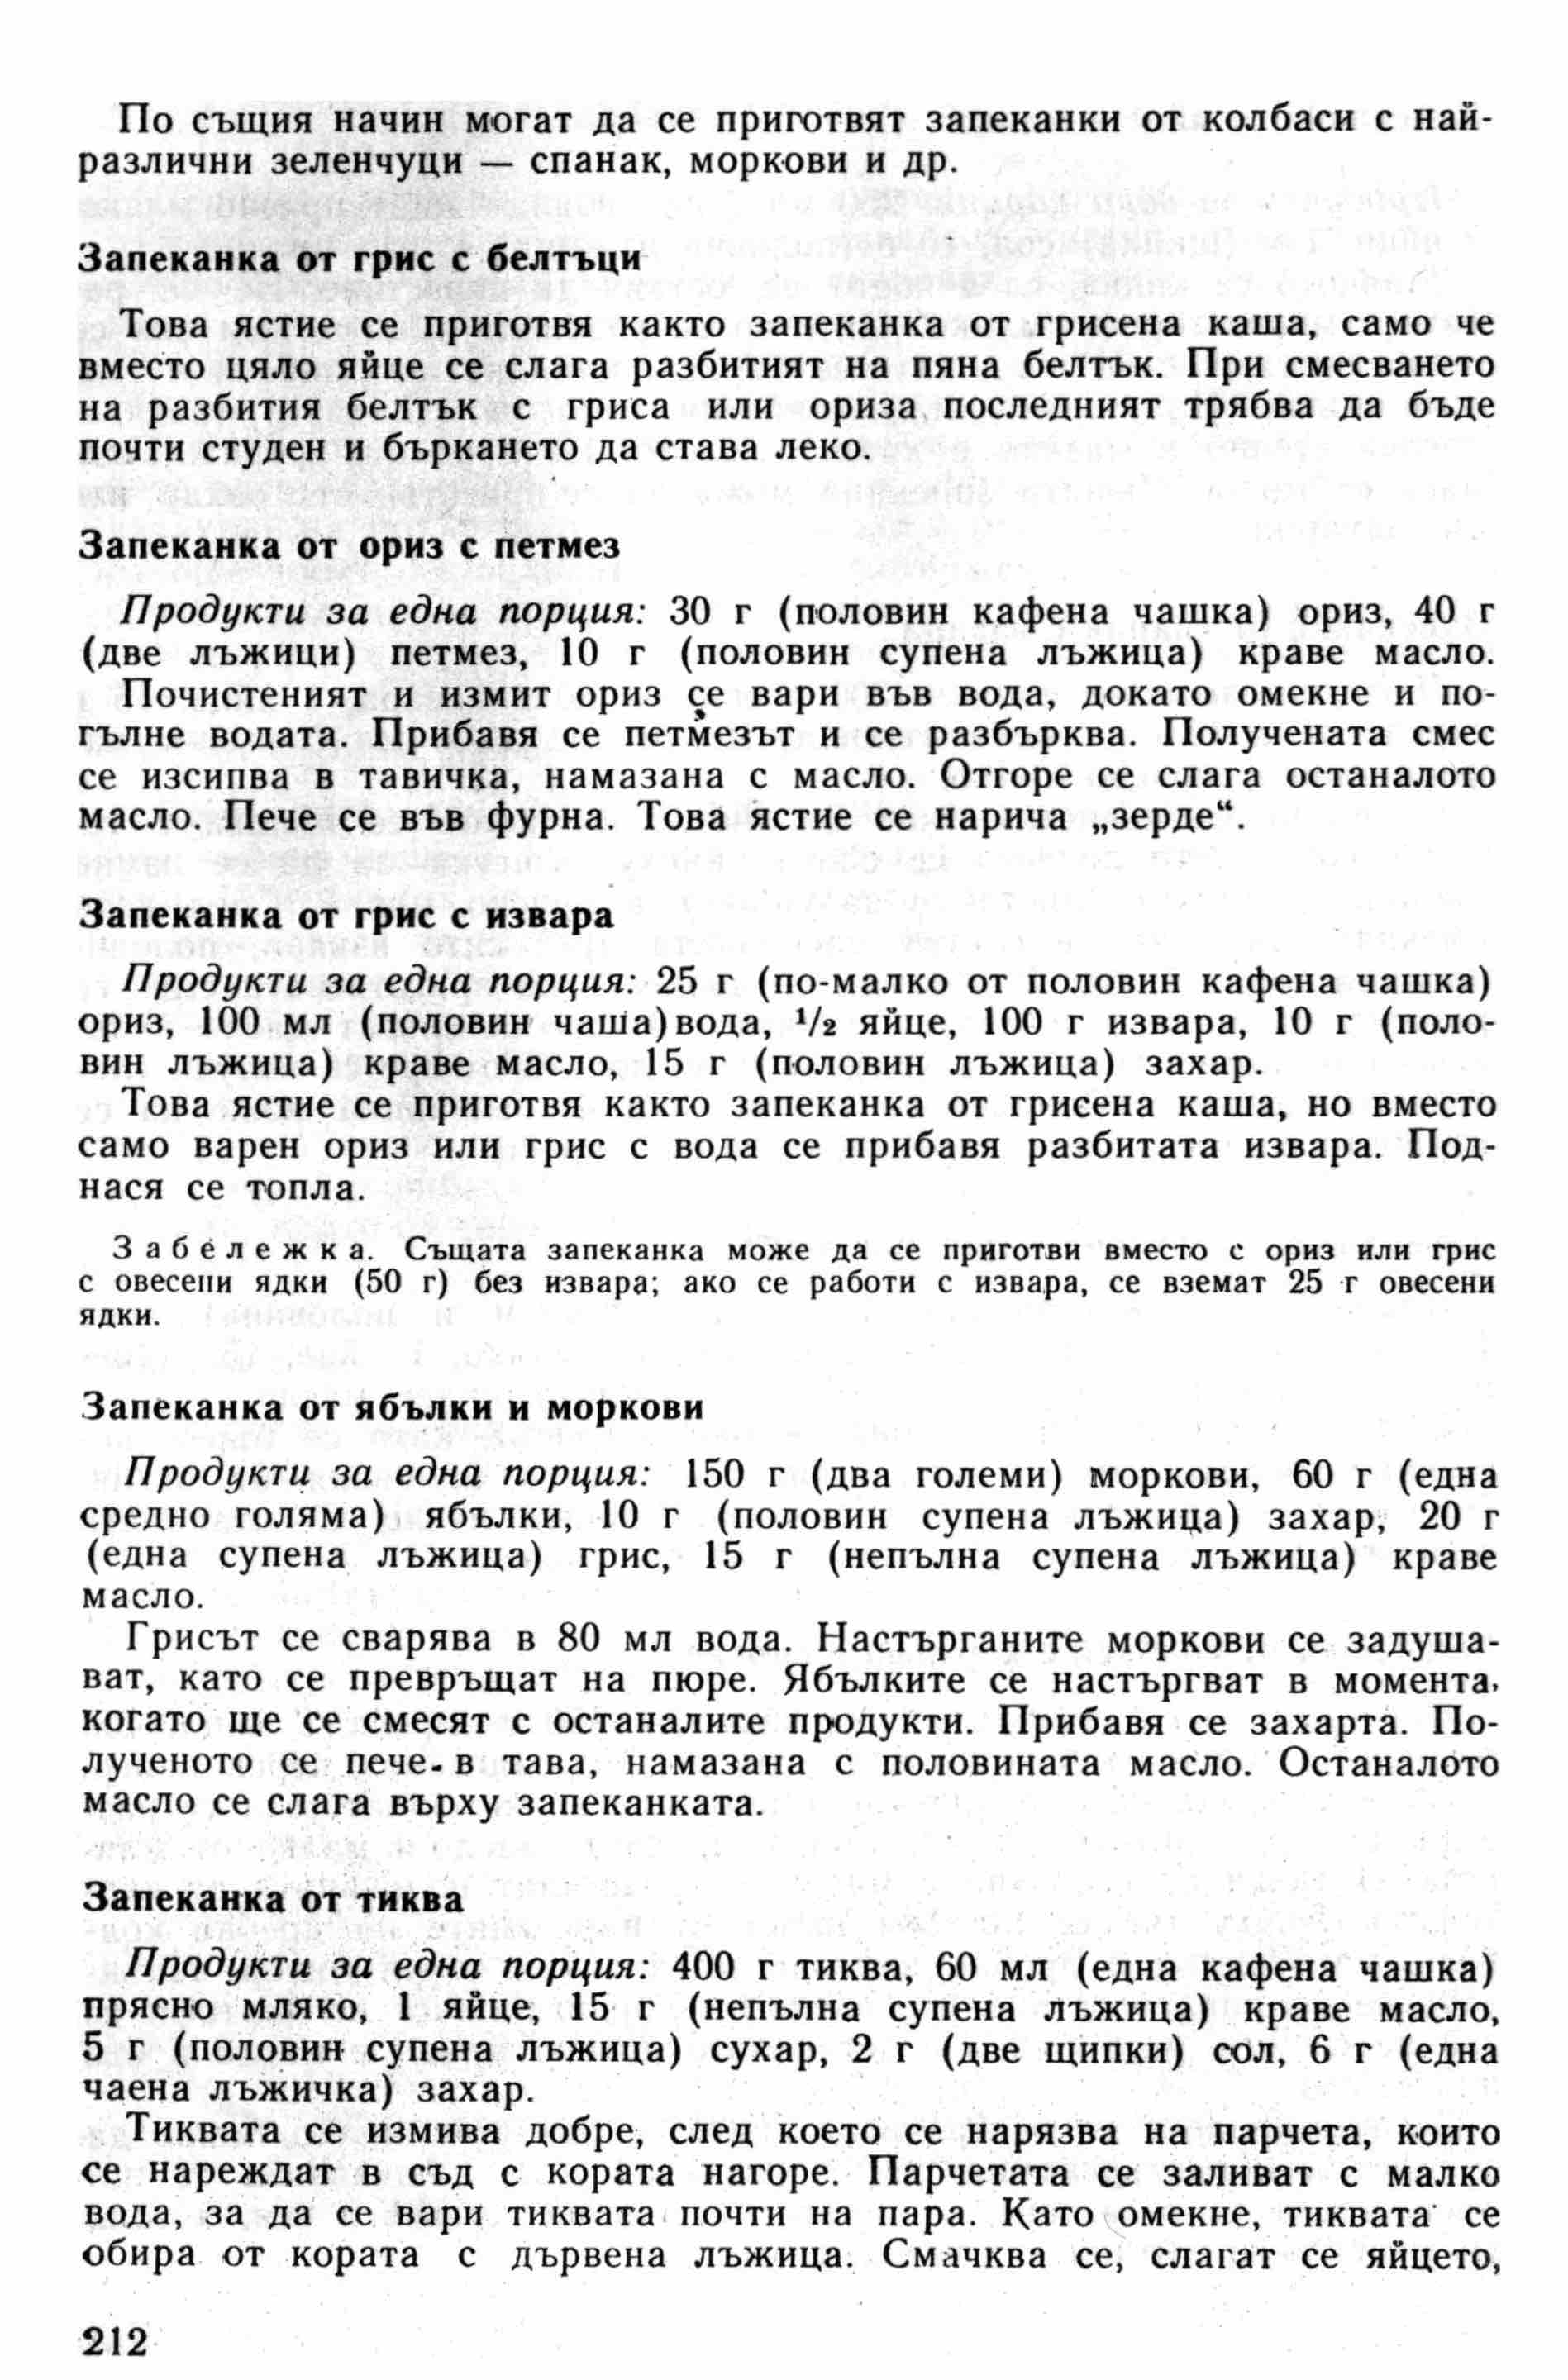 По същия начин могат да се приготвят запеканки от колбаси с най-
различни зеленчуци — спанак, моркови и др.
Запеканка от грис с белтъци
Това ястие се приготвя както запеканка от грисена каша, само че
вместо цяло яйце се слага разбитият на пяна белтък. При смесването
на разбития белтък с гриса или ориза последният трябва да бъде
почти студен и бъркането да става леко.
Запеканка от ориз с петмез
Продукти за една порция: 30 г (половин кафена чашка) ориз, 40 г
(две лъжици) петмез, 10 г (половин супена лъжица) краве масло.
Почистеният и измит ориз се вари във вода, докато омекне и по-
гълне водата. Прибавя се петмезът и се разбърква. Получената смес
се изсипва в тавичка, намазана с масло. Отгоре се слага останалото
масло. Пече се във фурна. Това ястие се нарича „зерде“.
Запеканка от грис с извара
Продукти за една порция: 25 г (по-малко от половин кафена чашка)
ориз, 100 мл (половин чаша) вода, ½ яйце, 100 г извара, 10 г (поло-
вин лъжица) краве масло, 15 г (половин лъжица) захар.
Това ястие се приготвя както запеканка от грисена каша, но вместо
само варен ориз или грис с вода се прибавя разбитата извара. Под-
нася се топла.
Забележка. Същата запеканка може да се приготви вместо с ориз или грис
с овесени ядки (50 г) без извара; ако се работи с извара, се вземат 25 г овесени
ядки.
Запеканка от ябълки и моркови
Продукти за една порция: 150 г (два големи) моркови, 60 г (една
средно голяма) ябълки, 10 г (половин супена лъжица) захар, 20 г
(една супена лъжица) грис, 15 г (непълна супена лъжица) краве
масло.
Грисът се сварява в 80 мл вода. Настърганите моркови се задуша-
ват, като се превръщат на пюре. Ябълките се настъргват в момента,
когато ще се смесят с останалите продукти. Прибавя се захарта. По-
лученото се пече в тава, намазана с половината масло. Останалото
масло се слага върху запеканката.
Запеканка от тиква
Продукти за една порция: 400 г тиква, 60 мл (една кафена чашка)
прясно мляко, 1 яйце, 15 г (непълна супена лъжица) краве масло,
5 г (половин супена лъжица) сухар, 2 г (две щипки) сол, 6 г (една
чаена лъжичка) захар.
Тиквата се измива добре, след което се нарязва на парчета, които
се нареждат в съд с кората нагоре. Парчетата се заливат с малко
вода, за да се вари тиквата почти на пара. Като омекне, тиквата се
обира от кората с дървена лъжица. Смачква се, слагат се яйцето,
212